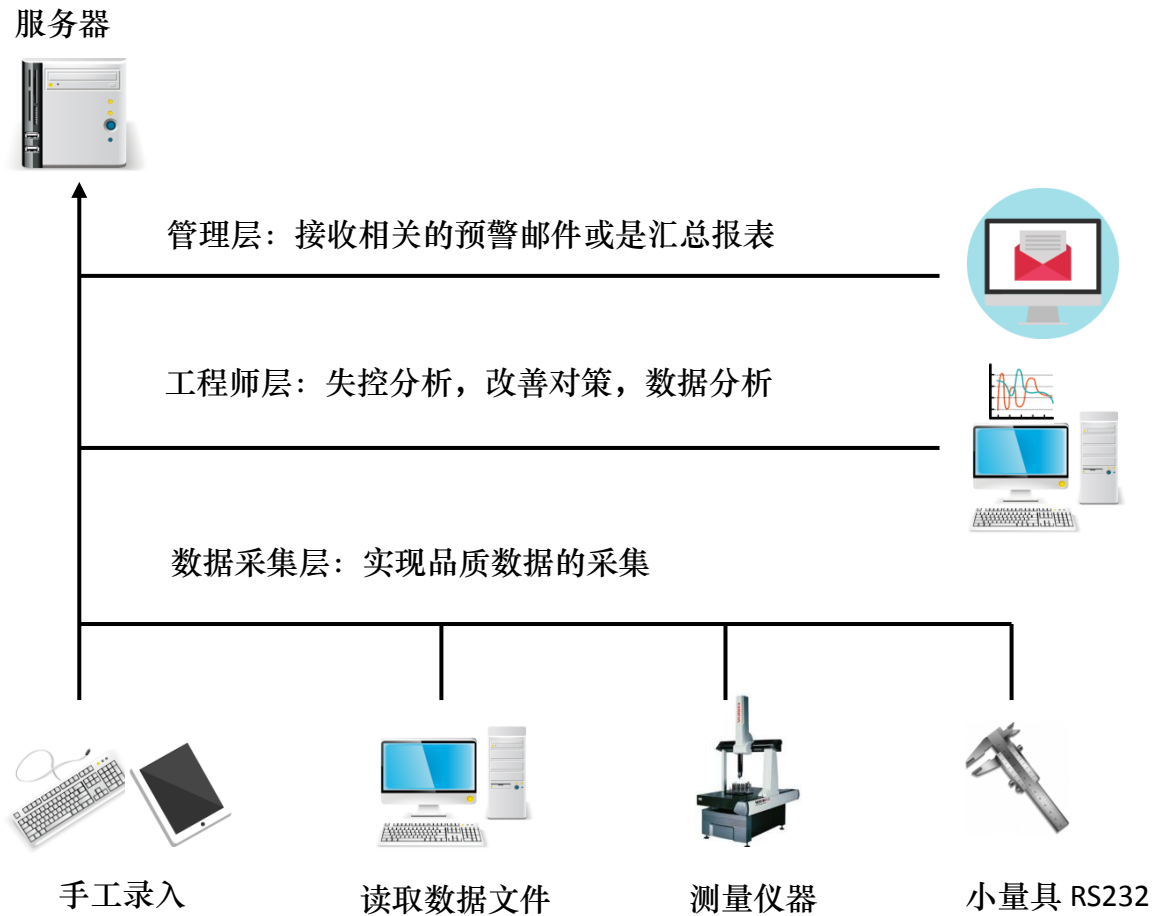 服务器
管理层：接收相关的预警邮件或是汇总报表
工程师层：失控分析，改善对策，数据分析
数据采集层：实现品质数据的采集
手工录入
读取数据文件
测量仪器
小量具 RS232